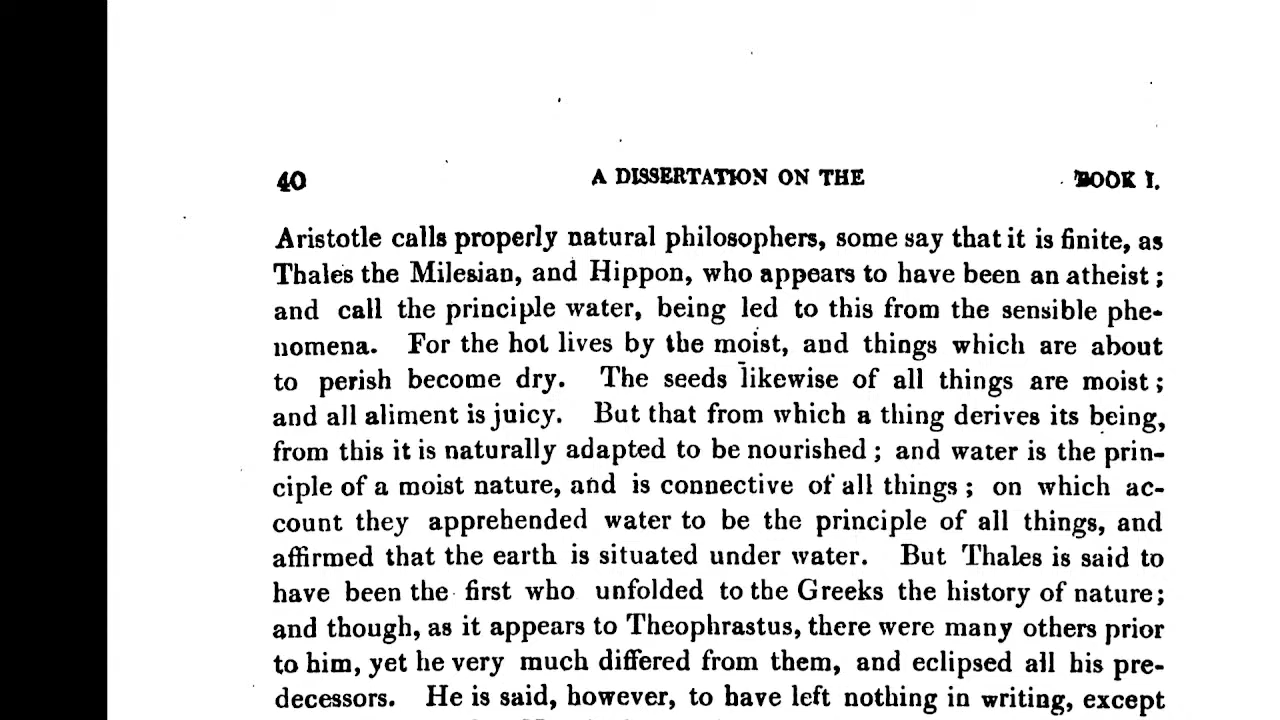 40 A DISSERTATION ON THE BOOK I.
Aristotle calls properly natural philosophers, some say that it is finite, as
Thales the Milesian, and Hippon, who appears to have been an atheist ;
and call the principle water, being led to this from the sensible phe-
nomena. For the hot lives by the moist, and things which are about
to perish become dry. The seeds likewise of all things are moist ;
and all aliment is juicy. But that from which a thing derives its being,
from this it is naturally adapted to be nourished ; and water is the prin-
ciple of a moist nature, and is connective of all things ; on which ac-
count they apprehended water to be the principle of all things, and
affirmed that the earth is situated under water. But Thales is said to
have been the first who unfolded to the Greeks the history of nature;
and though, as it appears to Theophrastus, there were many others prior
to him, yet he very much differed from them, and eclipsed all his pre-
decessors. He is said, however, to have left nothing in writing, except